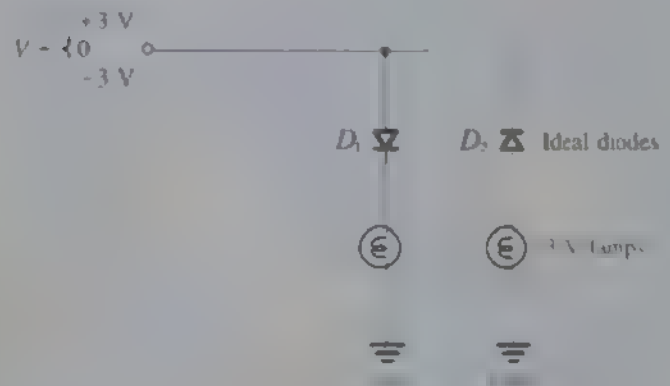 +3 V
V = {0
-3 V
D₁
D₂ Ideal diodes